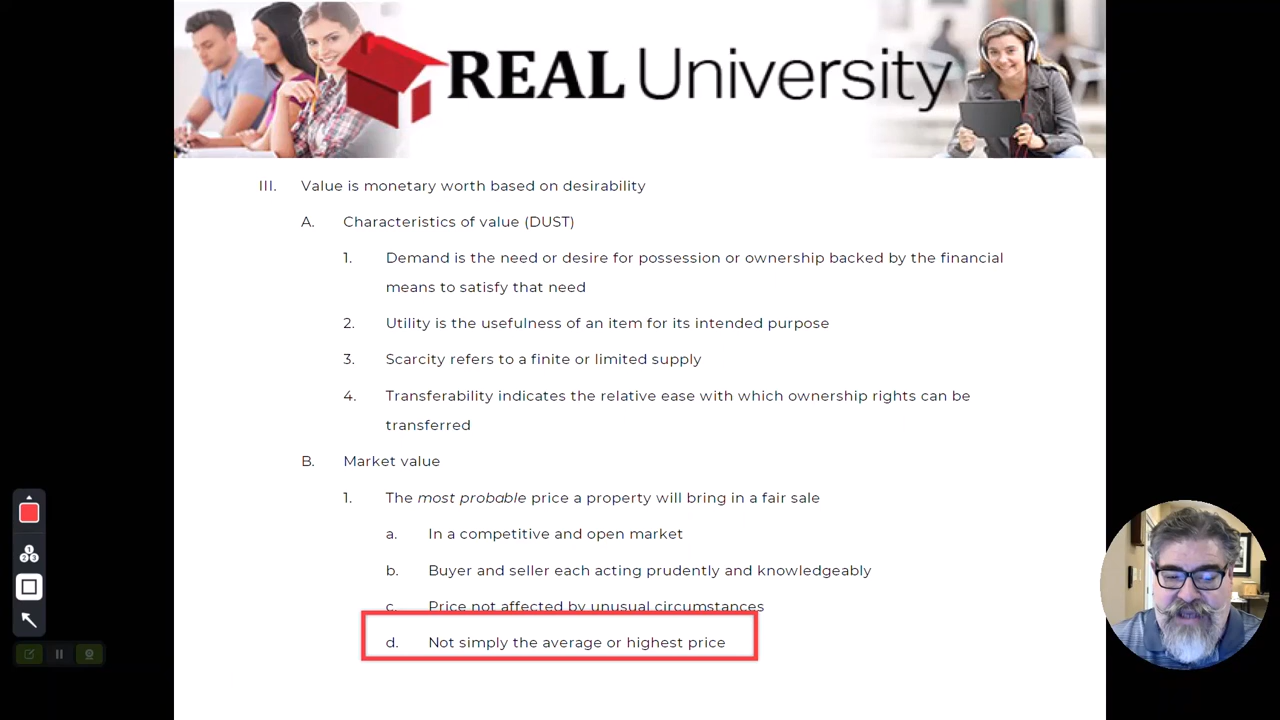 REAL University
III. Value is monetary worth based on desirability
A. Characteristics of value (DUST)
1. Demand is the need or desire for possession or ownership backed by the financial
means to satisfy that need
2. Utility is the usefulness of an item for its intended purpose
3. Scarcity refers to a finite or limited supply
4. Transferability indicates the relative ease with which ownership rights can be
transferred
B. Market value
1. The most probable price a property will bring in a fair sale
a. In a competitive and open market
b. Buyer and seller each acting prudently and knowledgeably
c. Price not affected by unusual circumstances
d. Not simply the average or highest price